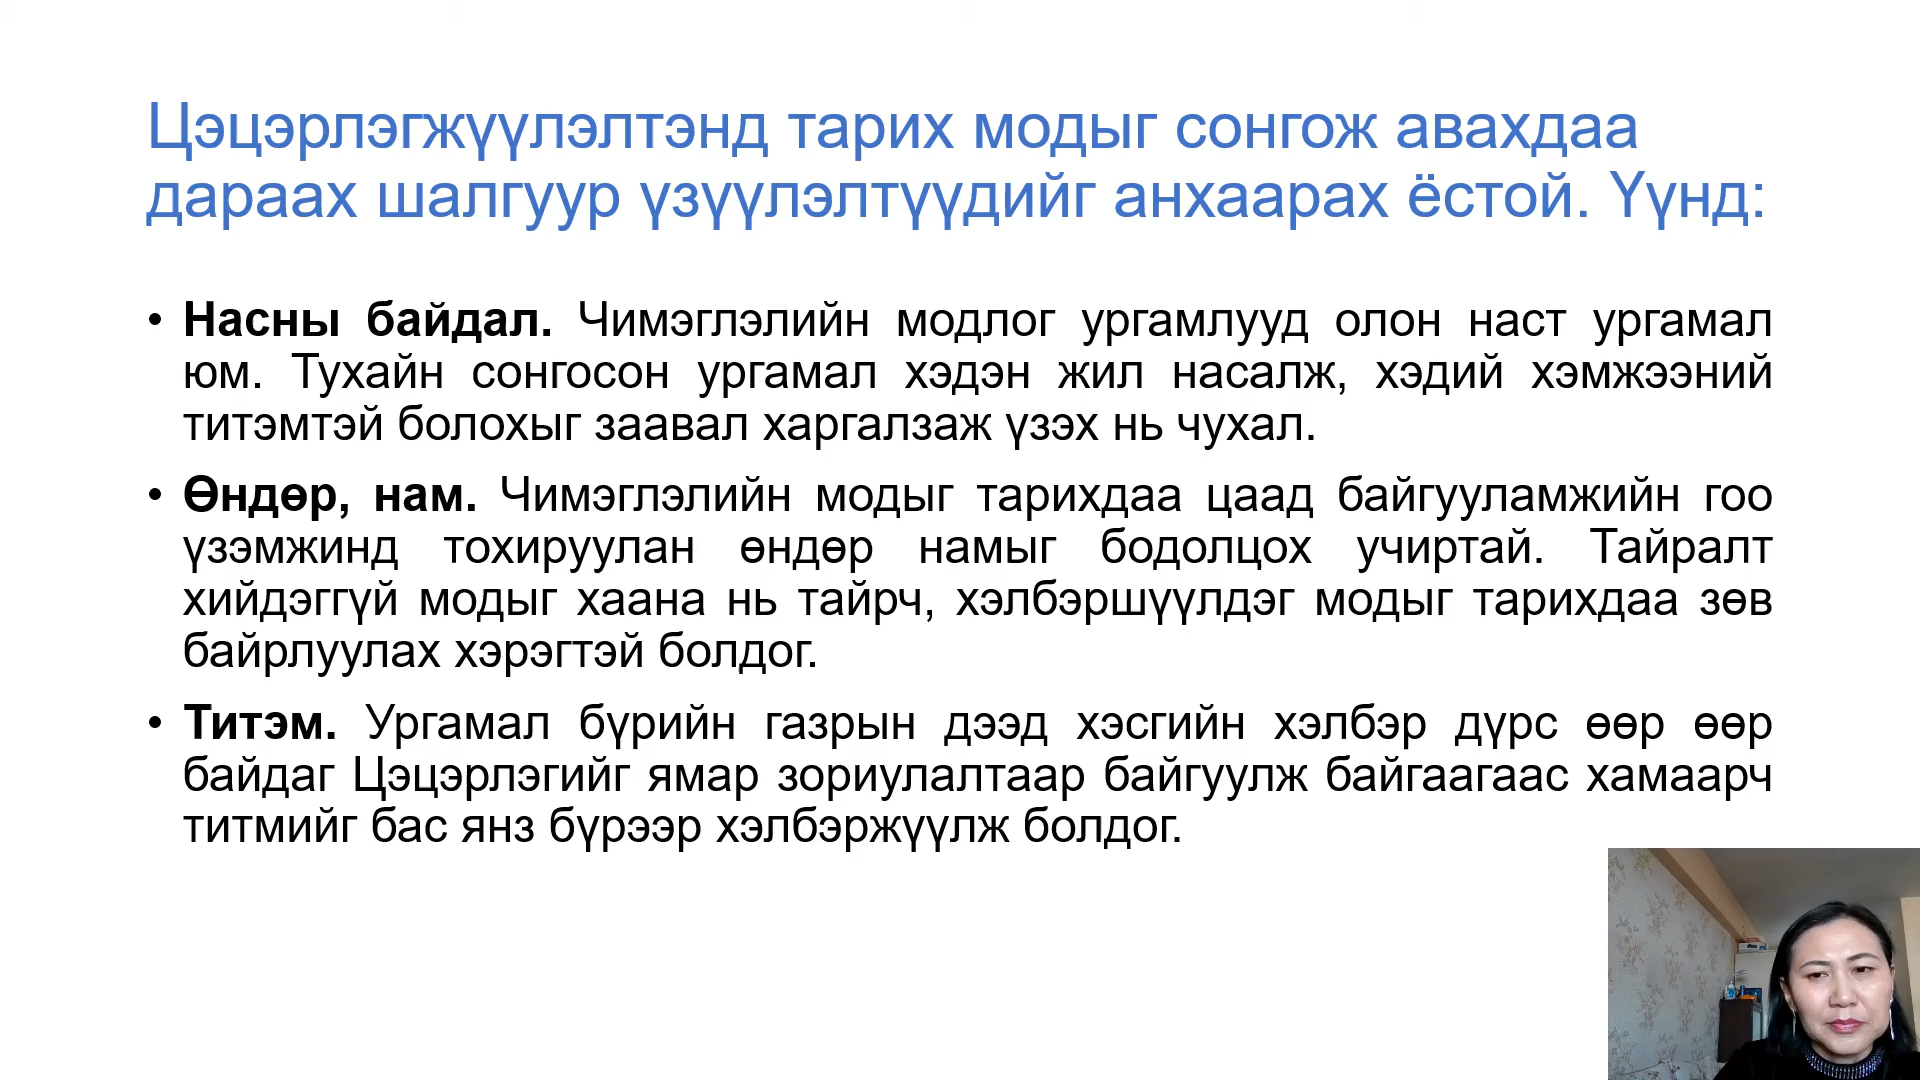 Цэцэрлэгжүүлэлтэнд тарих модыг сонгож авахдаа
дараах шалгуур үзүүлэлтүүдийг анхаарах ёстой. Үүнд:
• Насны байдал. Чимэглэлийн модлог ургамлууд олон наст ургамал
юм. Тухайн сонгосон ургамал хэдэн жил насалж, хэдий хэмжээний
титэмтэй болохыг заавал харгалзаж үзэх нь чухал.
• Өндөр, нам. Чимэглэлийн модыг тарихдаа цаад байгууламжийн гоо
үзэмжинд тохируулан өндөр намыг бодолцох учиртай. Тайралт
хийдэггүй модыг хаана нь тайрч, хэлбэршүүлдэг модыг тарихдаа зөв
байрлуулах хэрэгтэй болдог.
• Титэм. Ургамал бүрийн газрын дээд хэсгийн хэлбэр дүрс өөр өөр
байдаг Цэцэрлэгийг ямар зориулалтаар байгуулж байгаагаас хамаарч
титмийг бас янз бүрээр хэлбэржүүлж болдог.